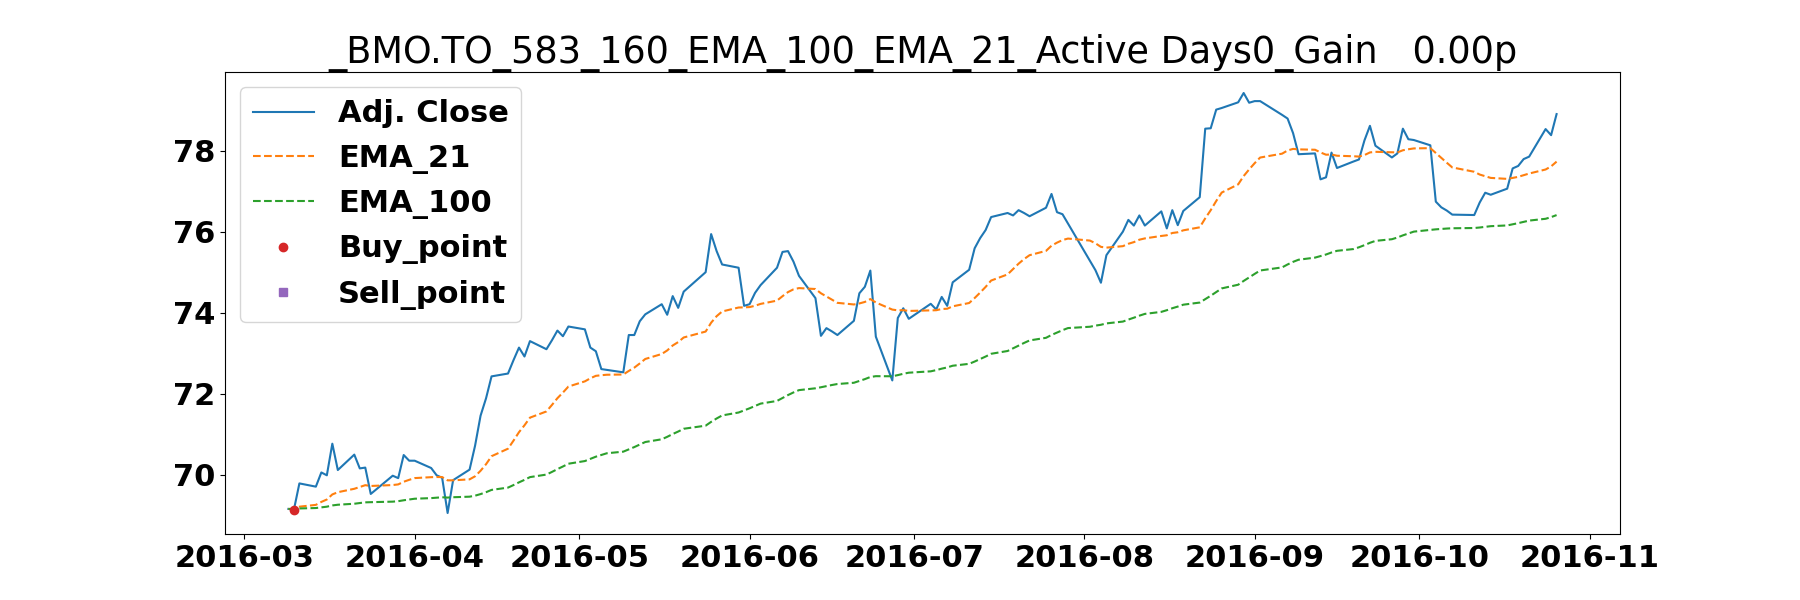 _BMO.TO_583_160_EMA_100_EMA_21_Active Days0_Gain   0.00p
Adj. Close
EMA_21
EMA_100
Buy_point
Sell_point
78
76
74
72
70
2016-03 2016-04 2016-05 2016-06 2016-07 2016-08 2016-09 2016-10 2016-11